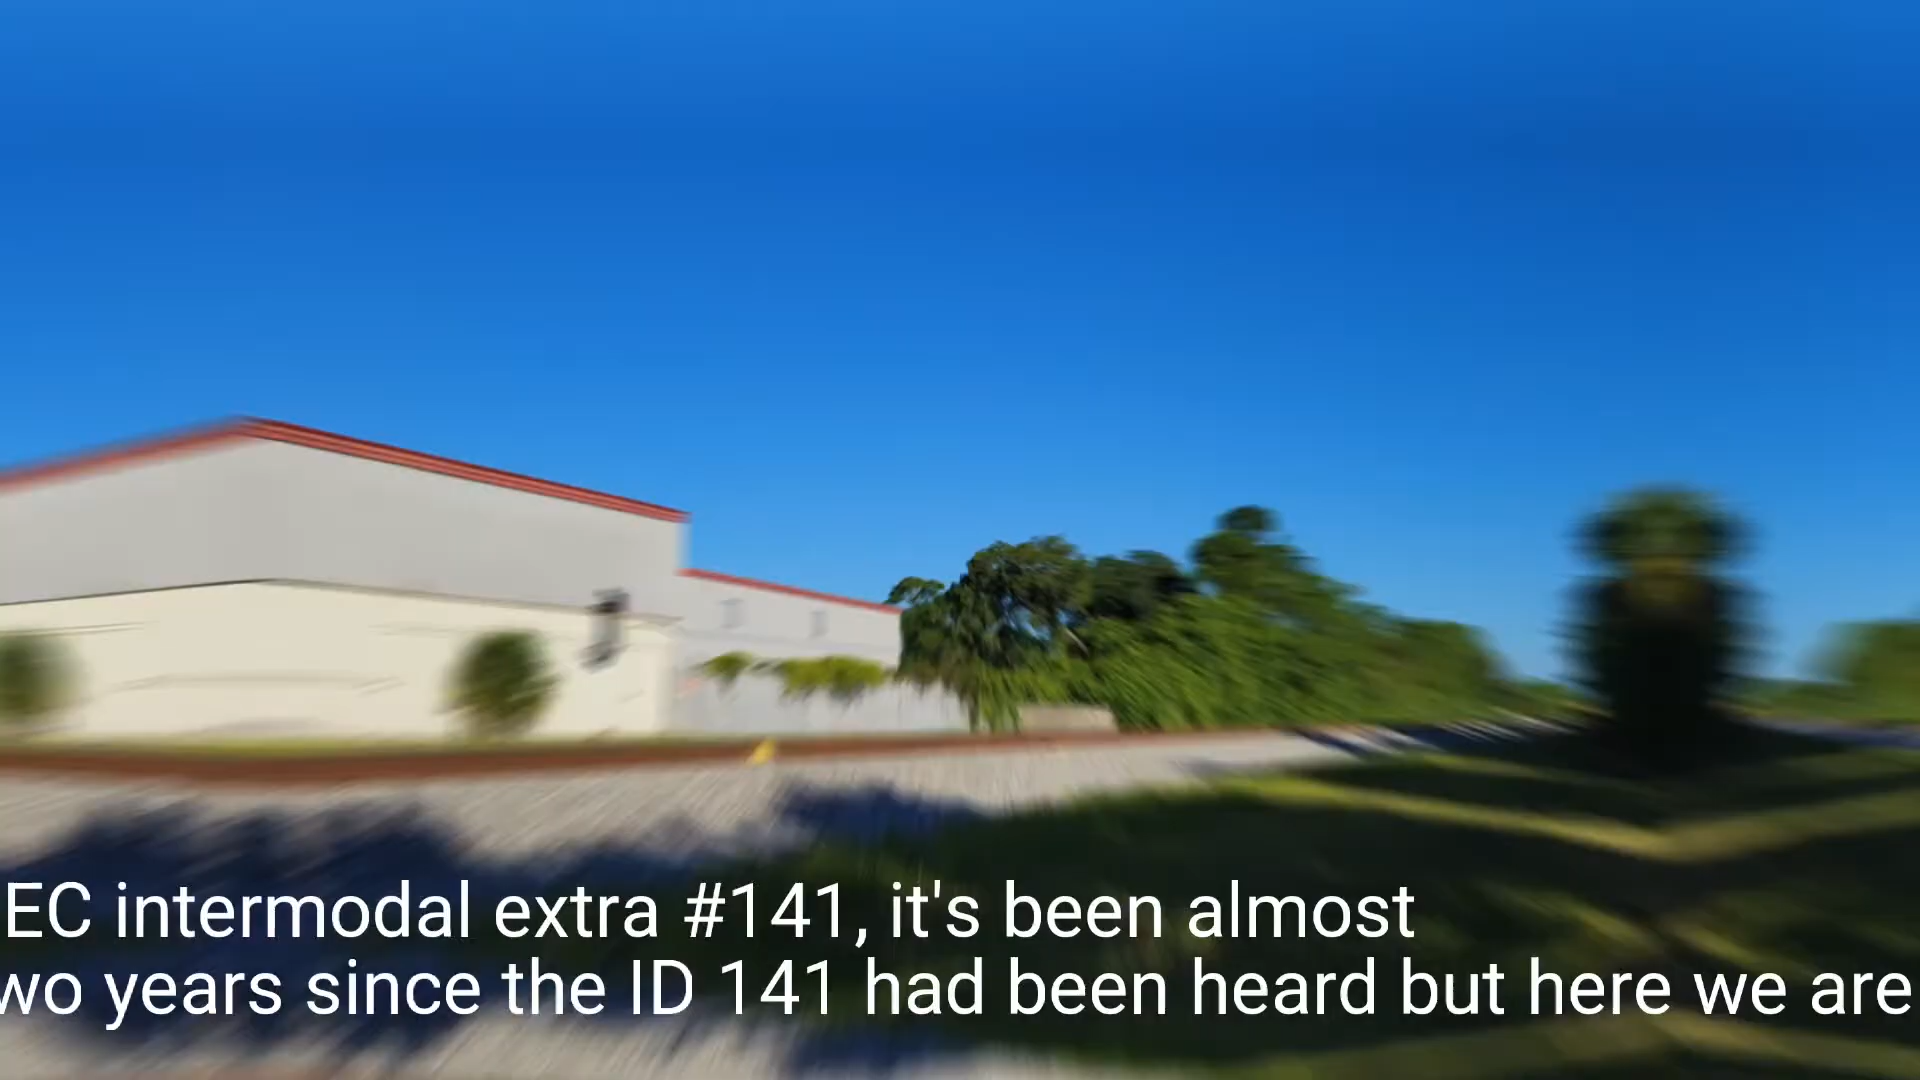 EC intermodal extra #141, it's been almost
wo years since the ID 141 had been heard but here we are